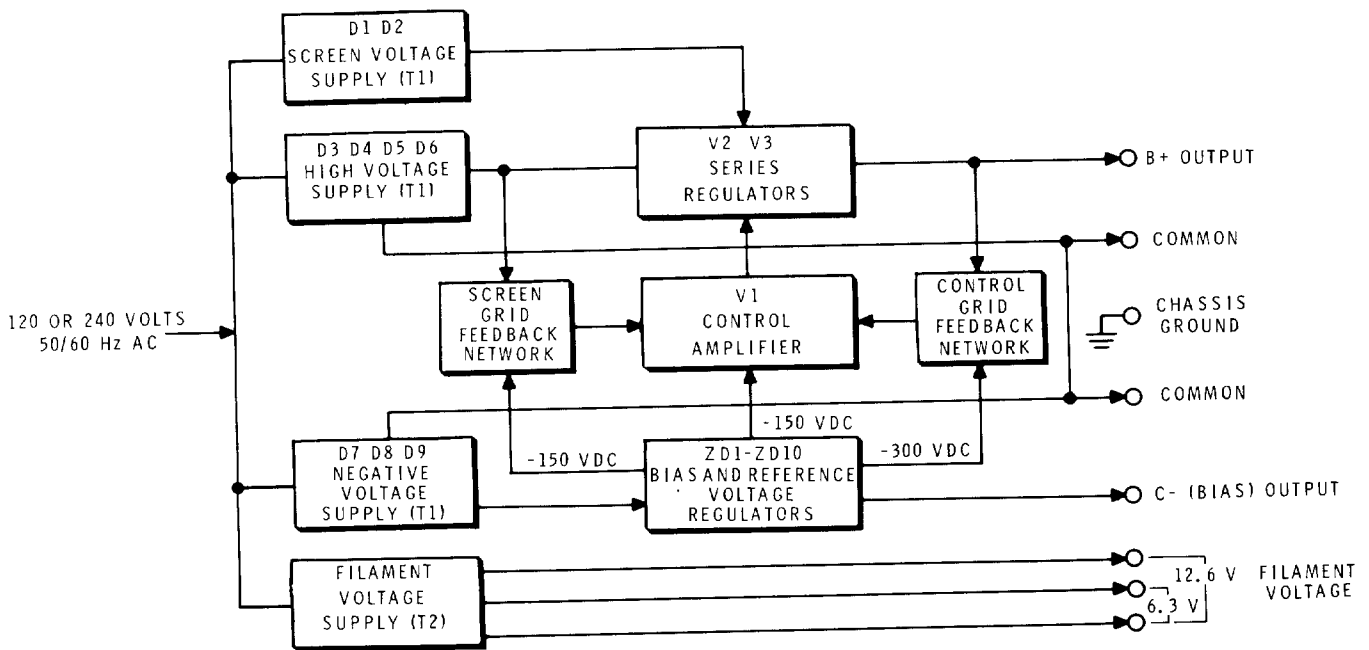 D1 D2
SCREEN VOLTAGE
SUPPLY (T1)
D3 D4 D5 D6
HIGH VOLTAGE
SUPPLY (T1)
V2 V3
SERIES
REGULATORS
B+ OUTPUT
COMMON
SCREEN
GRID
FEEDBACK
NETWORK
V1
CONTROL
AMPLIFIER
CONTROL
GRID
FEEDBACK
NETWORK
CHASSIS
GROUND
120 OR 240 VOLTS
50/60 Hz AC
COMMON
-150 VDC
D7 D8 D9
NEGATIVE
VOLTAGE
SUPPLY (T1)
-150 VDC
ZD1-ZD10
BIAS AND REFERENCE
VOLTAGE
REGULATORS
-300 VDC
C- (BIAS) OUTPUT
FILAMENT
VOLTAGE
SUPPLY (T2)
12.6 V
6.3 V
FILAMENT
VOLTAGE